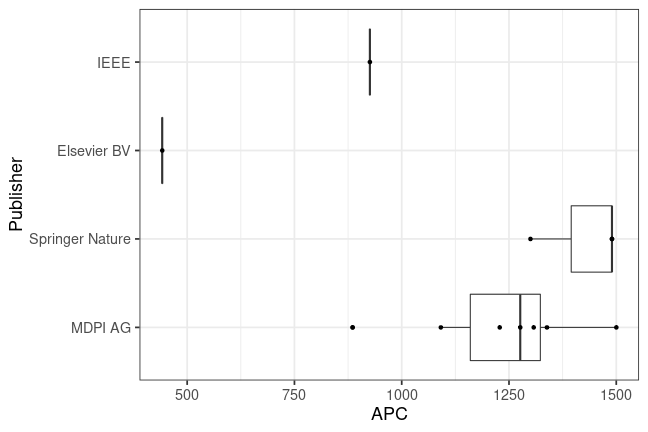 IEEE
Elsevier BV
Springer Nature
MDPI AG
Publisher
500 750 1000 1250 1500
APC